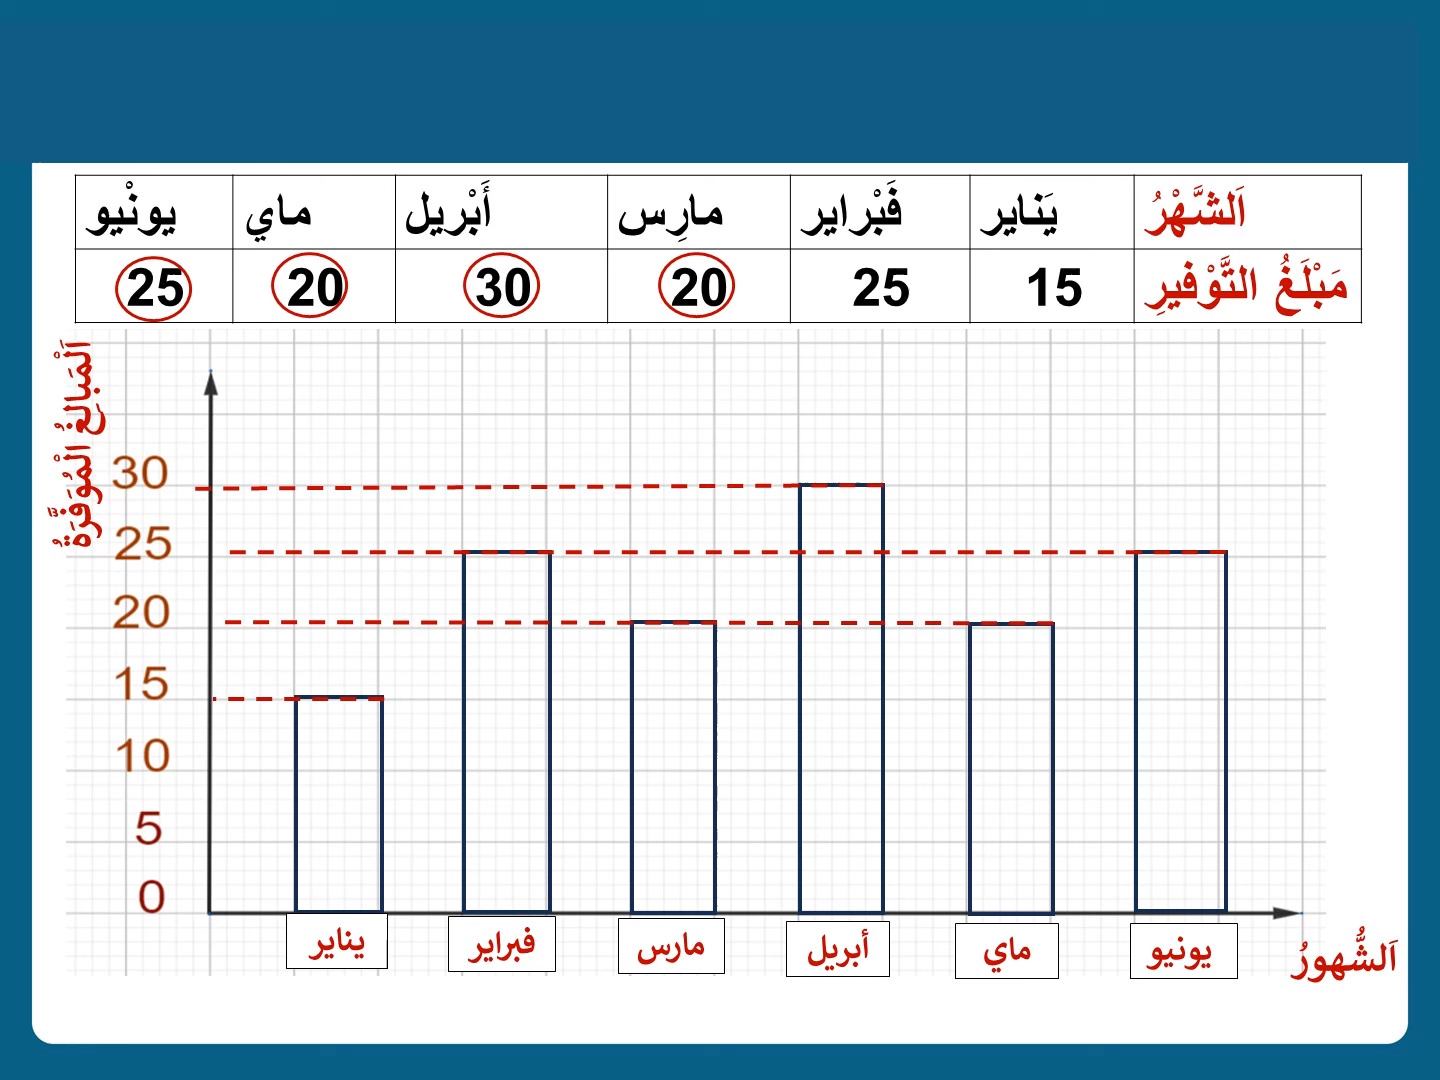 اَلشَّهْرُ يَناير فَبْراير مارِس أَبْريل ماي يونْيو
مَبْلَغُ التَّوْفيرِ 15 25 20 30 20 25
اَلْمَبالِغُ الْمُوَفَّرَةُ
30
25
20
15
10
5
0
يناير فبراير مارس أبريل ماي يونيو
اَلشُّهورُ